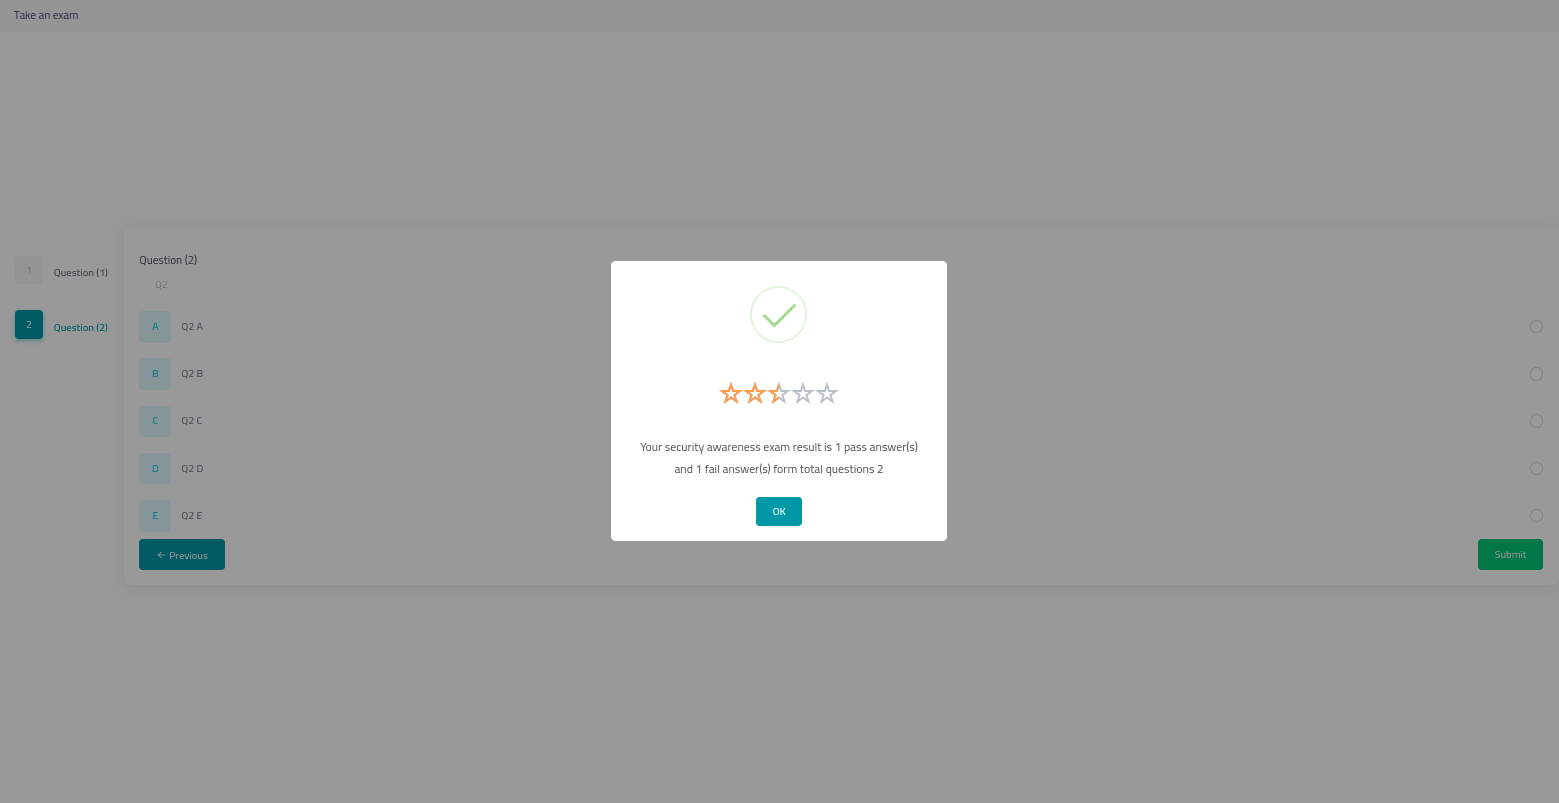 Take an exam
1
Question (1)
2
Question (2)
Question (2)
Q2
A
Q2 A
B
Q2 B
C
Q2 C
D
Q2 D
E
Q2 E
← Previous
Submit
Your security awareness exam result is 1 pass answer(s)
and 1 fail answer(s) form total questions 2
OK